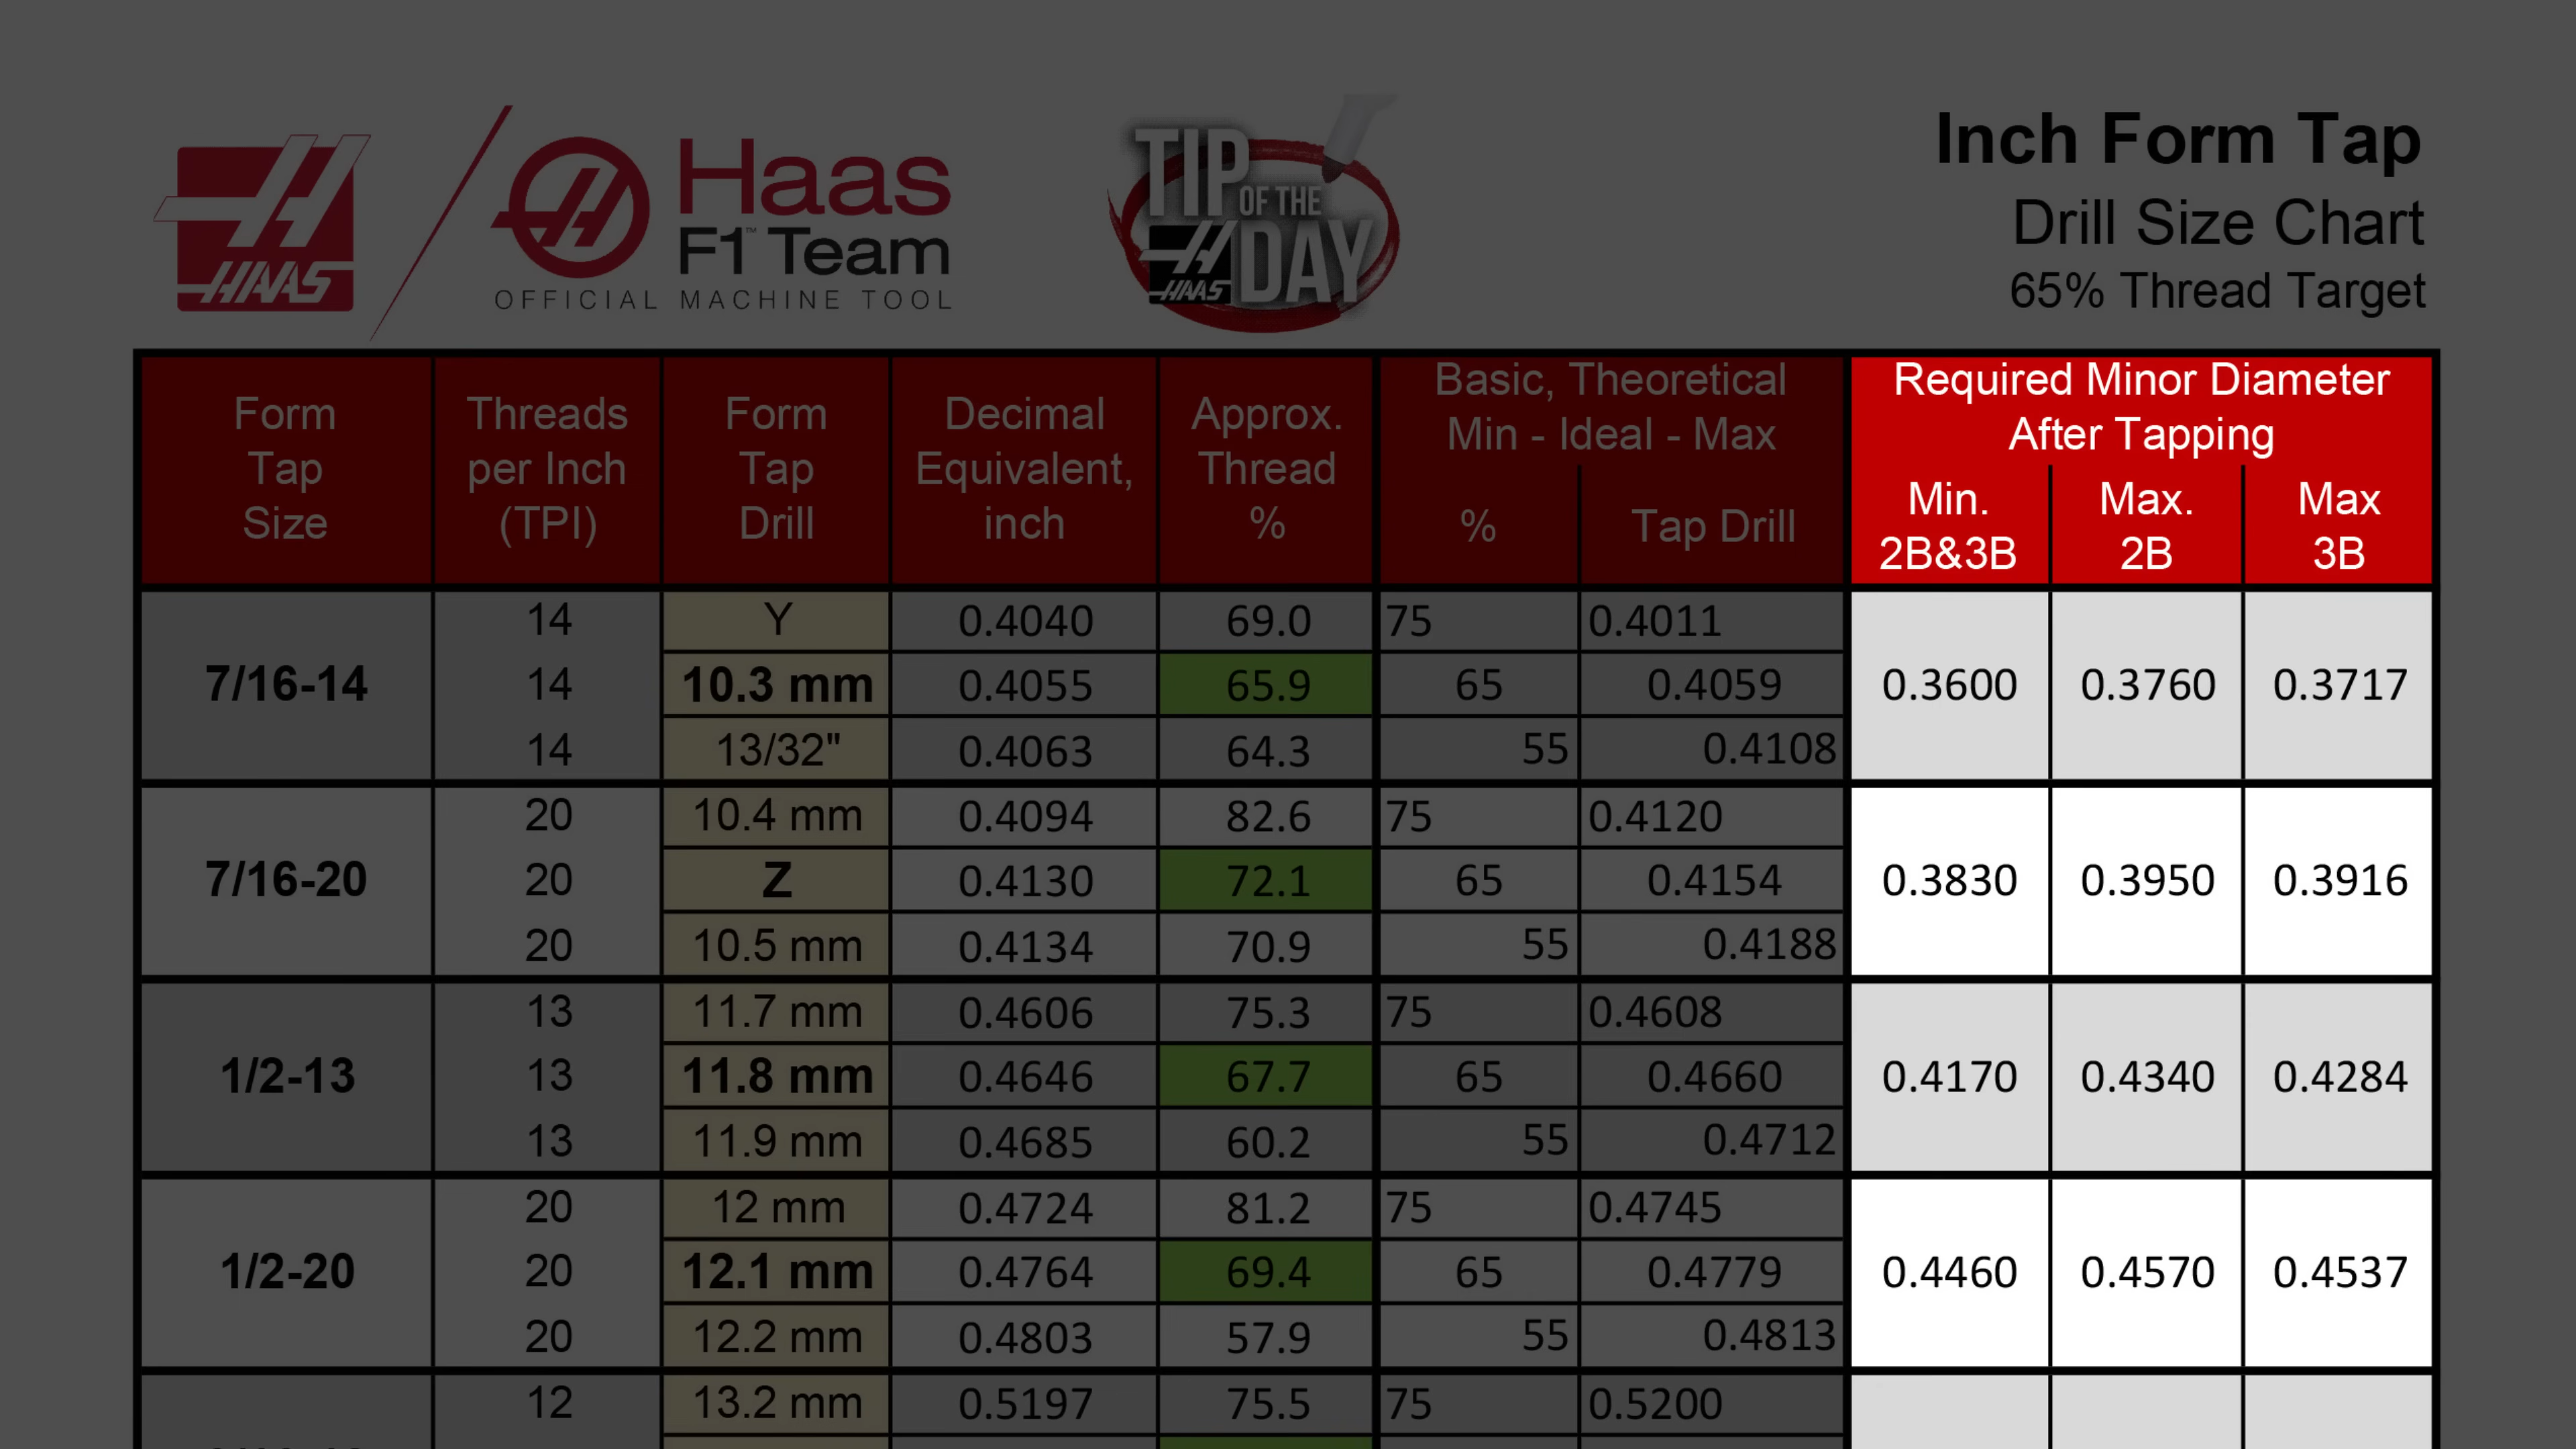 HAAS
Haas
F1™ Team
OFFICIAL MACHINE TOOL
TIP
OF THE
DAY
HAAS
Inch Form Tap
Drill Size Chart
65% Thread Target
Form Tap Size Threads per Inch (TPI) Form Tap Drill Decimal Equivalent, inch Approx. Thread % Basic, Theoretical Min - Ideal - Max % Tap Drill Required Minor Diameter After Tapping Min. 2B&3B Max. 2B Max 3B
14 Y 0.4040 69.0 75 0.4011
7/16-14 14 10.3 mm 0.4055 65.9 65 0.4059 0.3600 0.3760 0.3717
14 13/32" 0.4063 64.3 55 0.4108
20 10.4 mm 0.4094 82.6 75 0.4120
7/16-20 20 Z 0.4130 72.1 65 0.4154 0.3830 0.3950 0.3916
20 10.5 mm 0.4134 70.9 55 0.4188
13 11.7 mm 0.4606 75.3 75 0.4608
1/2-13 13 11.8 mm 0.4646 67.7 65 0.4660 0.4170 0.4340 0.4284
13 11.9 mm 0.4685 60.2 55 0.4712
20 12 mm 0.4724 81.2 75 0.4745
1/2-20 20 12.1 mm 0.4764 69.4 65 0.4779 0.4460 0.4570 0.4537
20 12.2 mm 0.4803 57.9 55 0.4813
12 13.2 mm 0.5197 75.5 75 0.5200